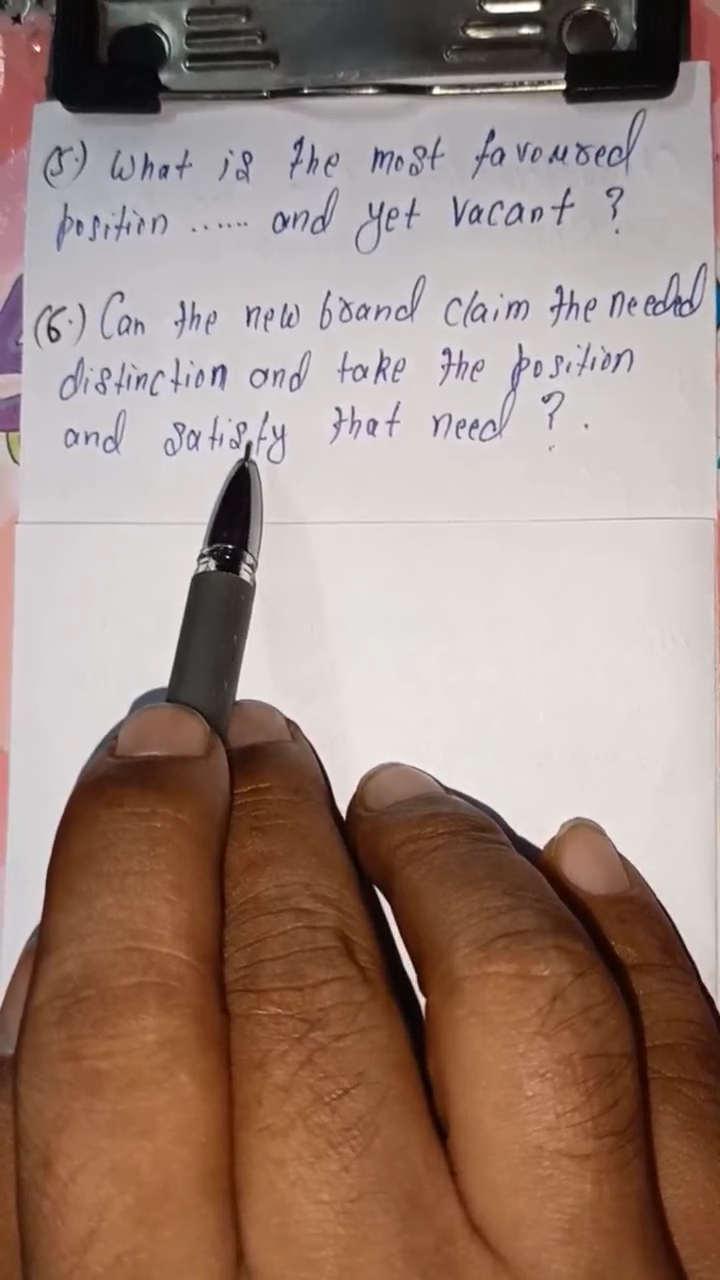 (5.) What is the most favoured
position ...... and yet vacant ?
(6.) Can the new brand claim the needed
distinction and take the position
and satisfy that need ? .